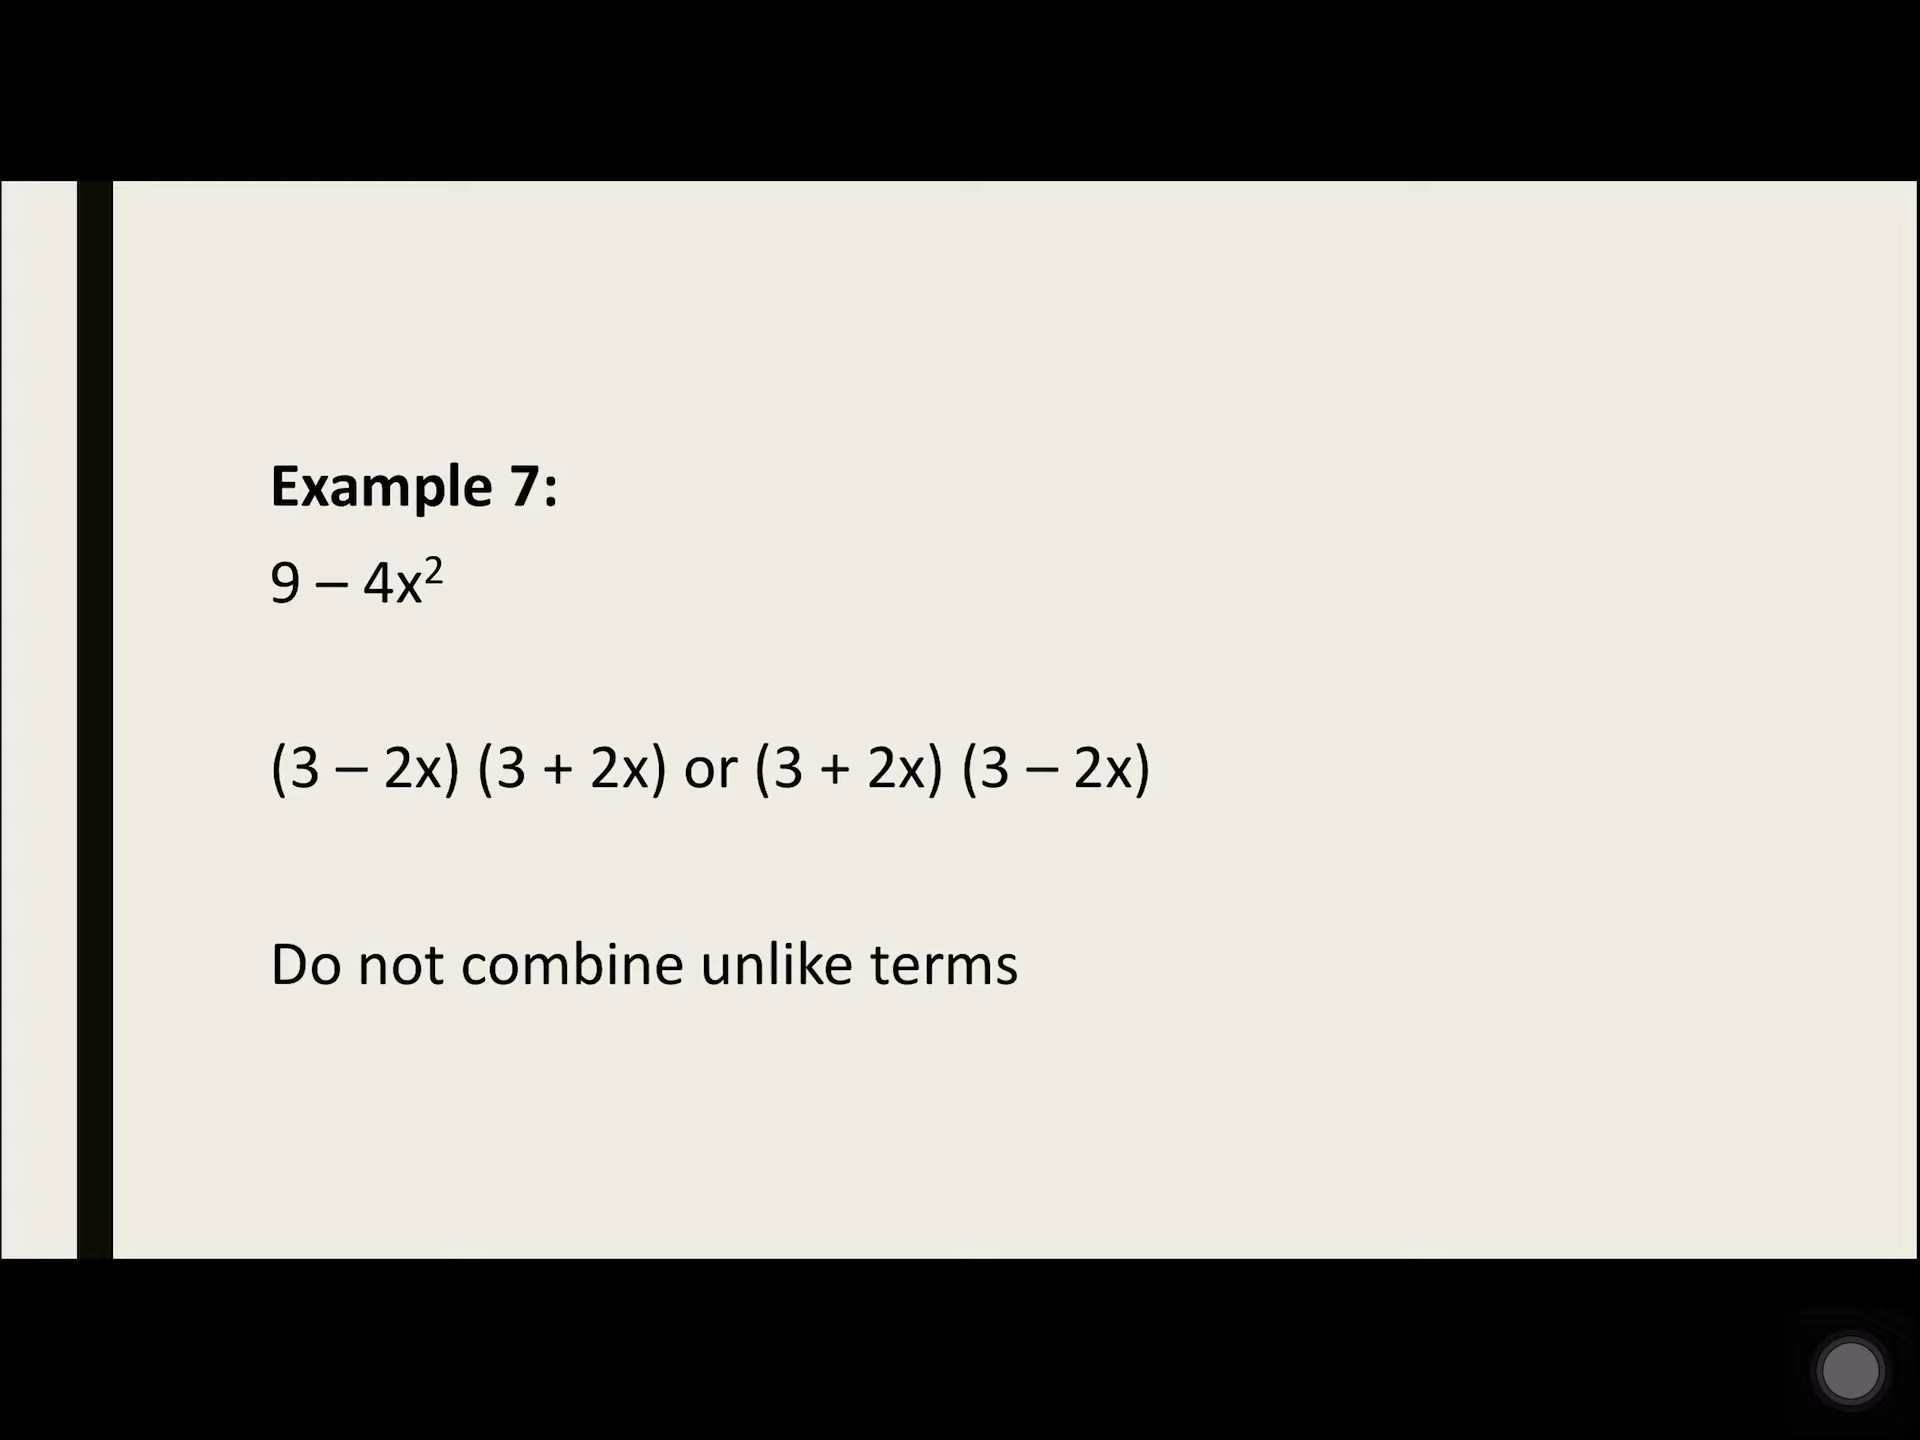 Example 7:
9 – 4x²
(3 – 2x) (3 + 2x) or (3 + 2x) (3 – 2x)
Do not combine unlike terms